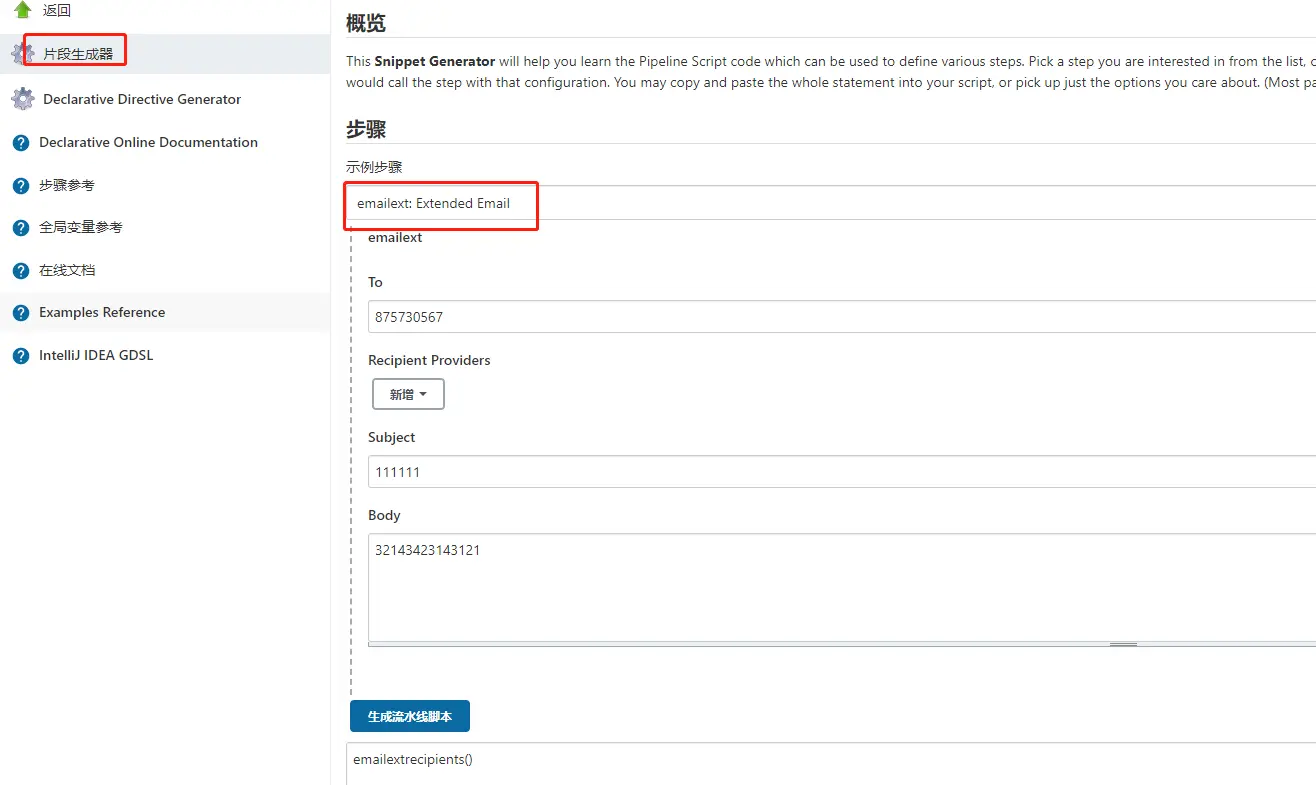 返回
片段生成器
Declarative Directive Generator
Declarative Online Documentation
步骤参考
全局变量参考
在线文档
Examples Reference
IntelliJ IDEA GDSL
概览
This Snippet Generator will help you learn the Pipeline Script code which can be used to define various steps. Pick a step you are interested in from the list,
would call the step with that configuration. You may copy and paste the whole statement into your script, or pick up just the options you care about. (Most
步骤
示例步骤
emailext: Extended Email
emailext
To
875730567
Recipient Providers
新增
Subject
111111
Body
32143423143121
生成流水线脚本
emailextrecipients()